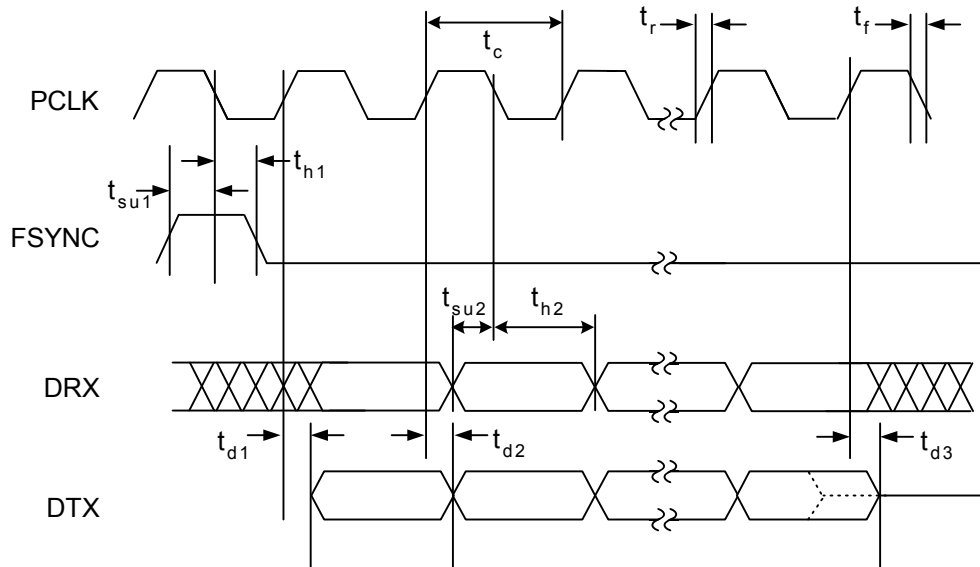 t_c
t_r
t_f
PCLK
t_h1
t_su1
FSYNC
t_su2
t_h2
DRX
t_d1
t_d2
t_d3
DTX